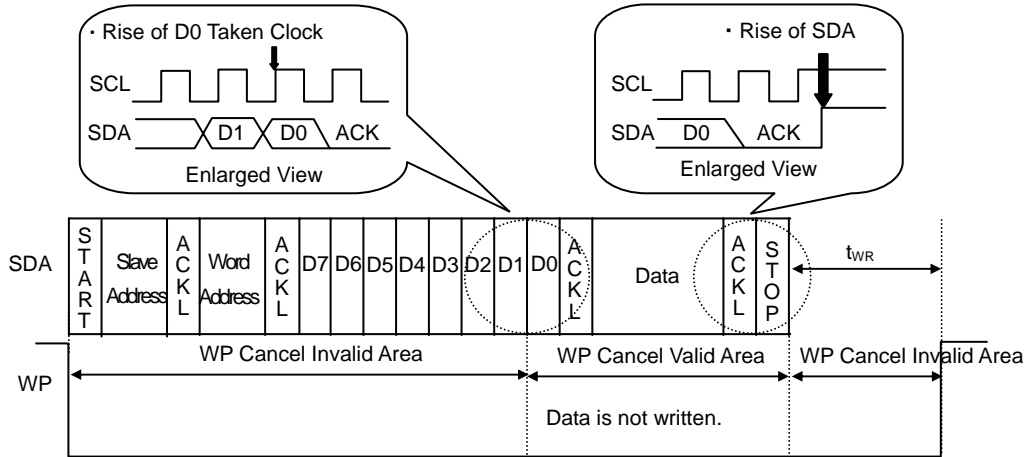 ・Rise of D0 Taken Clock
SCL
SDA D1 D0 ACK
Enlarged View
・Rise of SDA
SCL
SDA D0 ACK
Enlarged View
SDA
START
Slave Address
ACKL
Word Address
ACKL
D7 D6 D5 D4 D3 D2 D1 D0
ACKL
Data
ACKL
STOP
tWR
WP Cancel Invalid Area
WP Cancel Valid Area
WP Cancel Invalid Area
WP
Data is not written.